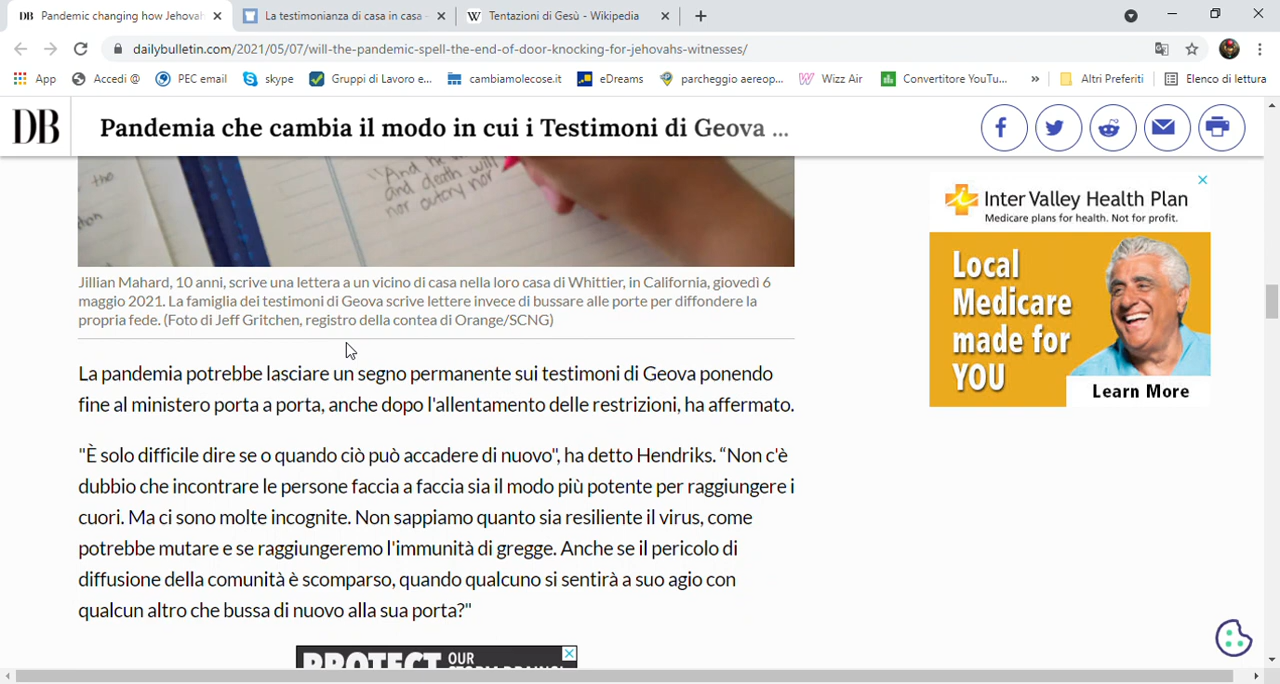 DB Pandemic changing how Jehovah
La testimonianza di casa in casa -
W Tentazioni di Gesù - Wikipedia
dailybulletin.com/2021/05/07/will-the-pandemic-spell-the-end-of-door-knocking-for-jehovahs-witnesses/
App Accedi @ PEC email skype Gruppi di Lavoro e... cambiamolecose.it eDreams parcheggio aereop... Wizz Air Convertitore YouTu... » Altri Preferiti Elenco di lettura
DB Pandemia che cambia il modo in cui i Testimoni di Geova ...
the
"And he w
and death will
nor outcry nor
Jillian Mahard, 10 anni, scrive una lettera a un vicino di casa nella loro casa di Whittier, in California, giovedì 6
maggio 2021. La famiglia dei testimoni di Geova scrive lettere invece di bussare alle porte per diffondere la
propria fede. (Foto di Jeff Gritchen, registro della contea di Orange/SCNG)
La pandemia potrebbe lasciare un segno permanente sui testimoni di Geova ponendo
fine al ministero porta a porta, anche dopo l'allentamento delle restrizioni, ha affermato.
"È solo difficile dire se o quando ciò può accadere di nuovo", ha detto Hendriks. “Non c'è
dubbio che incontrare le persone faccia a faccia sia il modo più potente per raggiungere i
cuori. Ma ci sono molte incognite. Non sappiamo quanto sia resiliente il virus, come
potrebbe mutare e se raggiungeremo l'immunità di gregge. Anche se il pericolo di
diffusione della comunità è scomparso, quando qualcuno si sentirà a suo agio con
qualcun altro che bussa di nuovo alla sua porta?"
Inter Valley Health Plan
Medicare plans for health. Not for profit.
Local
Medicare
made for
YOU
Learn More
PROTECT OUR